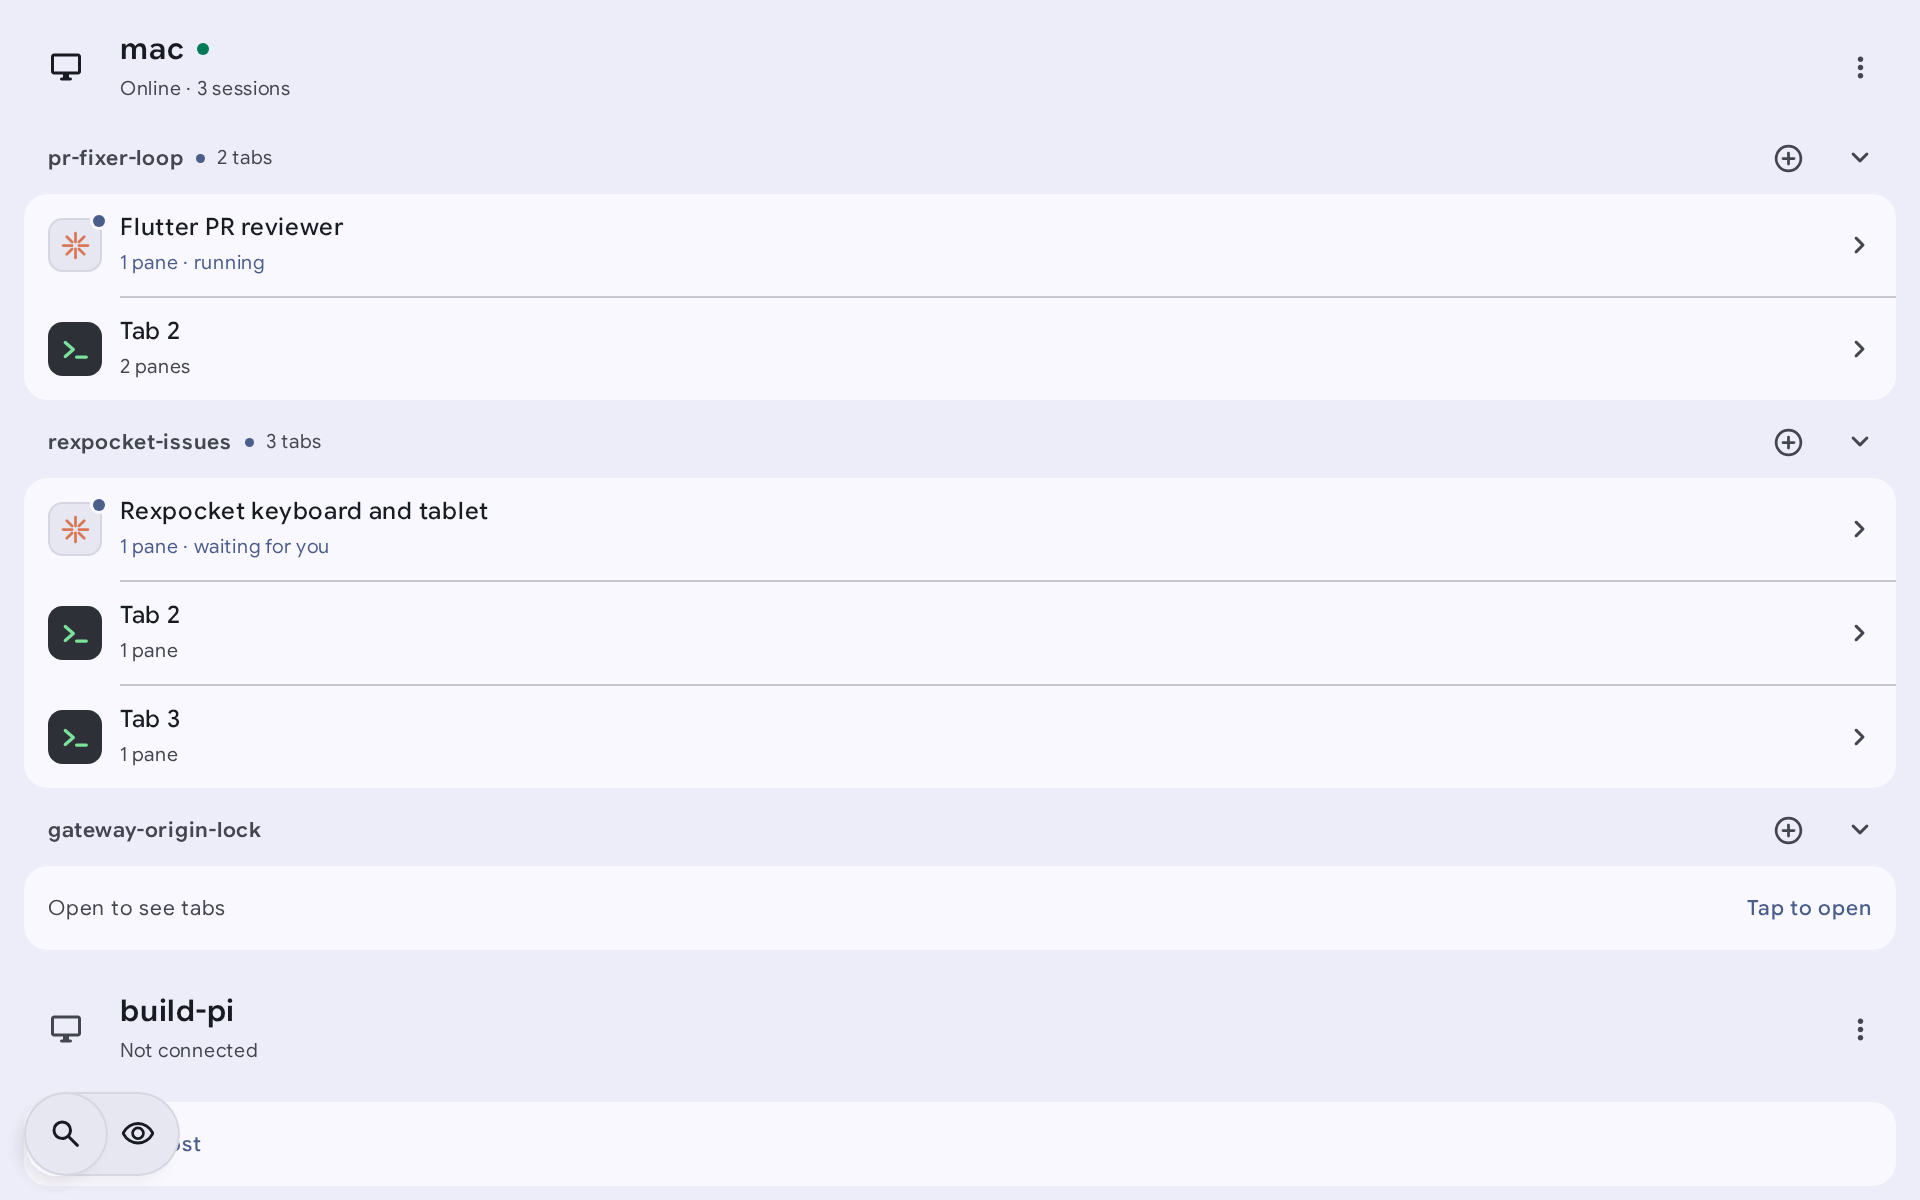 mac
Online · 3 sessions
pr-fixer-loop • 2 tabs
Flutter PR reviewer
1 pane · running
Tab 2
2 panes
rexpocket-issues • 3 tabs
Rexpocket keyboard and tablet
1 pane · waiting for you
Tab 2
1 pane
Tab 3
1 pane
gateway-origin-lock
Open to see tabs
Tap to open
build-pi
Not connected